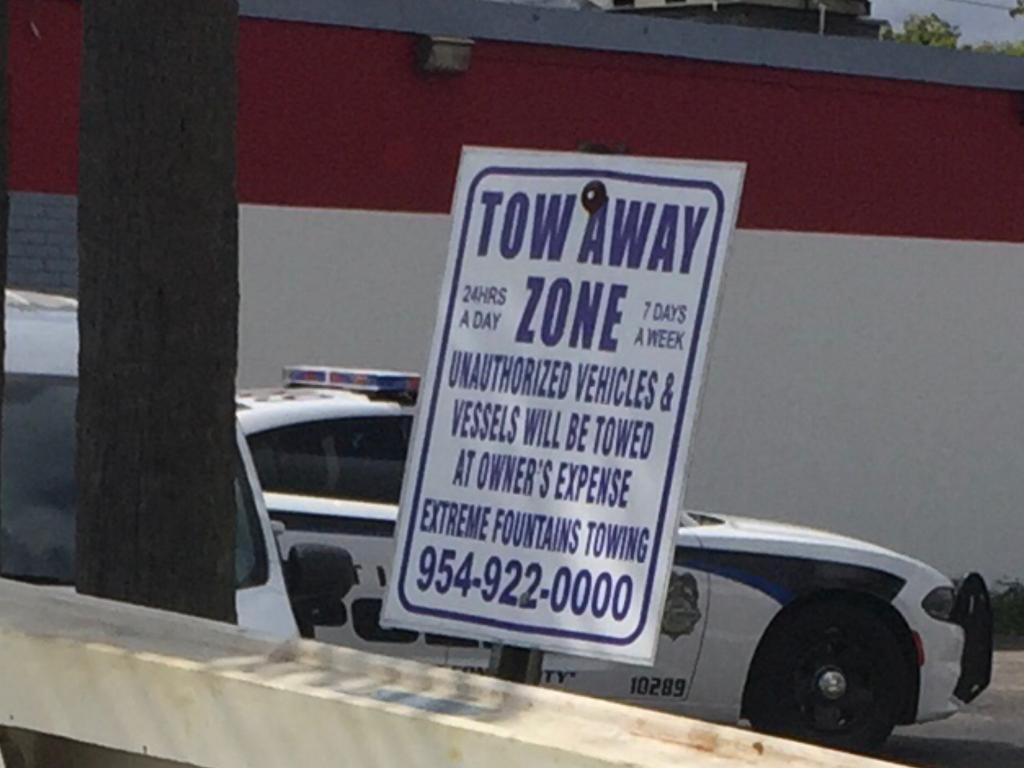 TOW AWAY
24HRS
A DAY
ZONE
7 DAYS
A WEEK
UNAUTHORIZED VEHICLES &
VESSELS WILL BE TOWED
AT OWNER'S EXPENSE
EXTREME FOUNTAINS TOWING
954-922-0000
10289